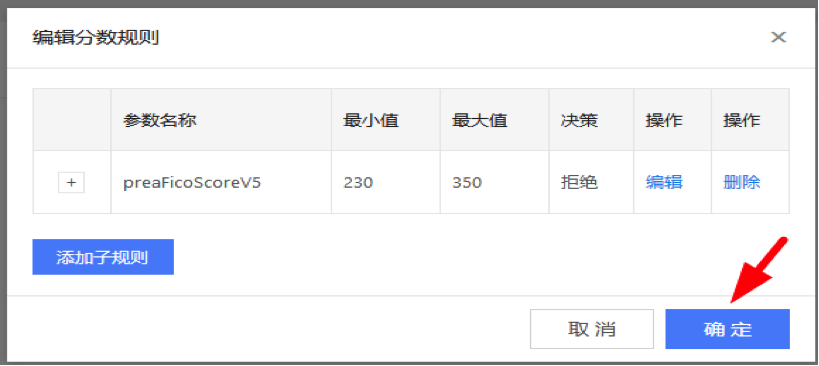 编辑分数规则
参数名称 最小值 最大值 决策 操作 操作
+ preaFicoScoreV5 230 350 拒绝 编辑 删除
添加子规则
取消 确定